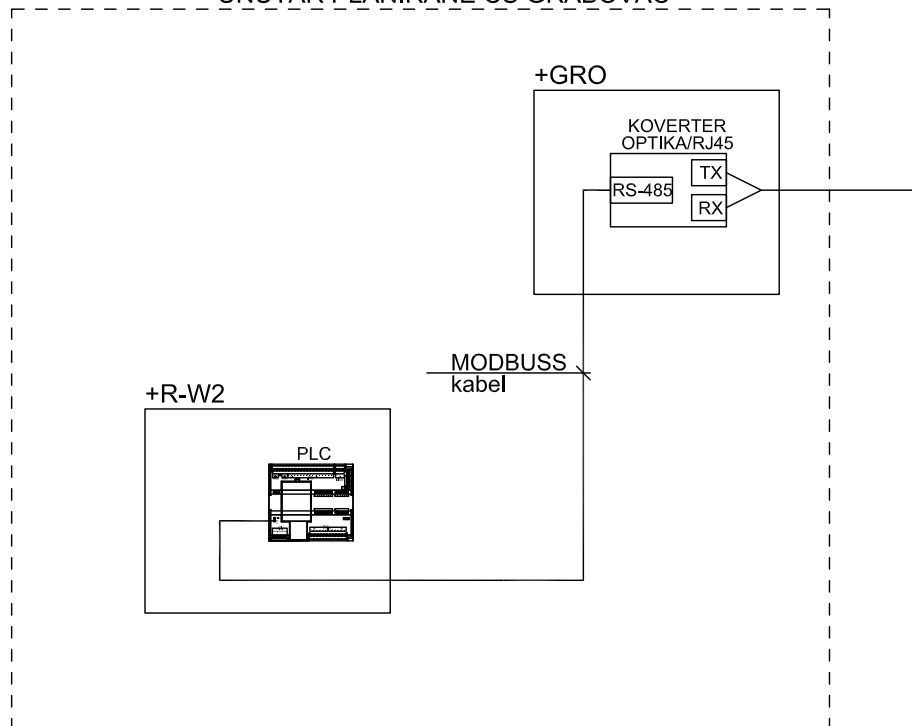 +GRO
KOVERTER
OPTIKA/RJ45
TX
RS-485
RX
MODBUSS
kabel
+R-W2
PLC